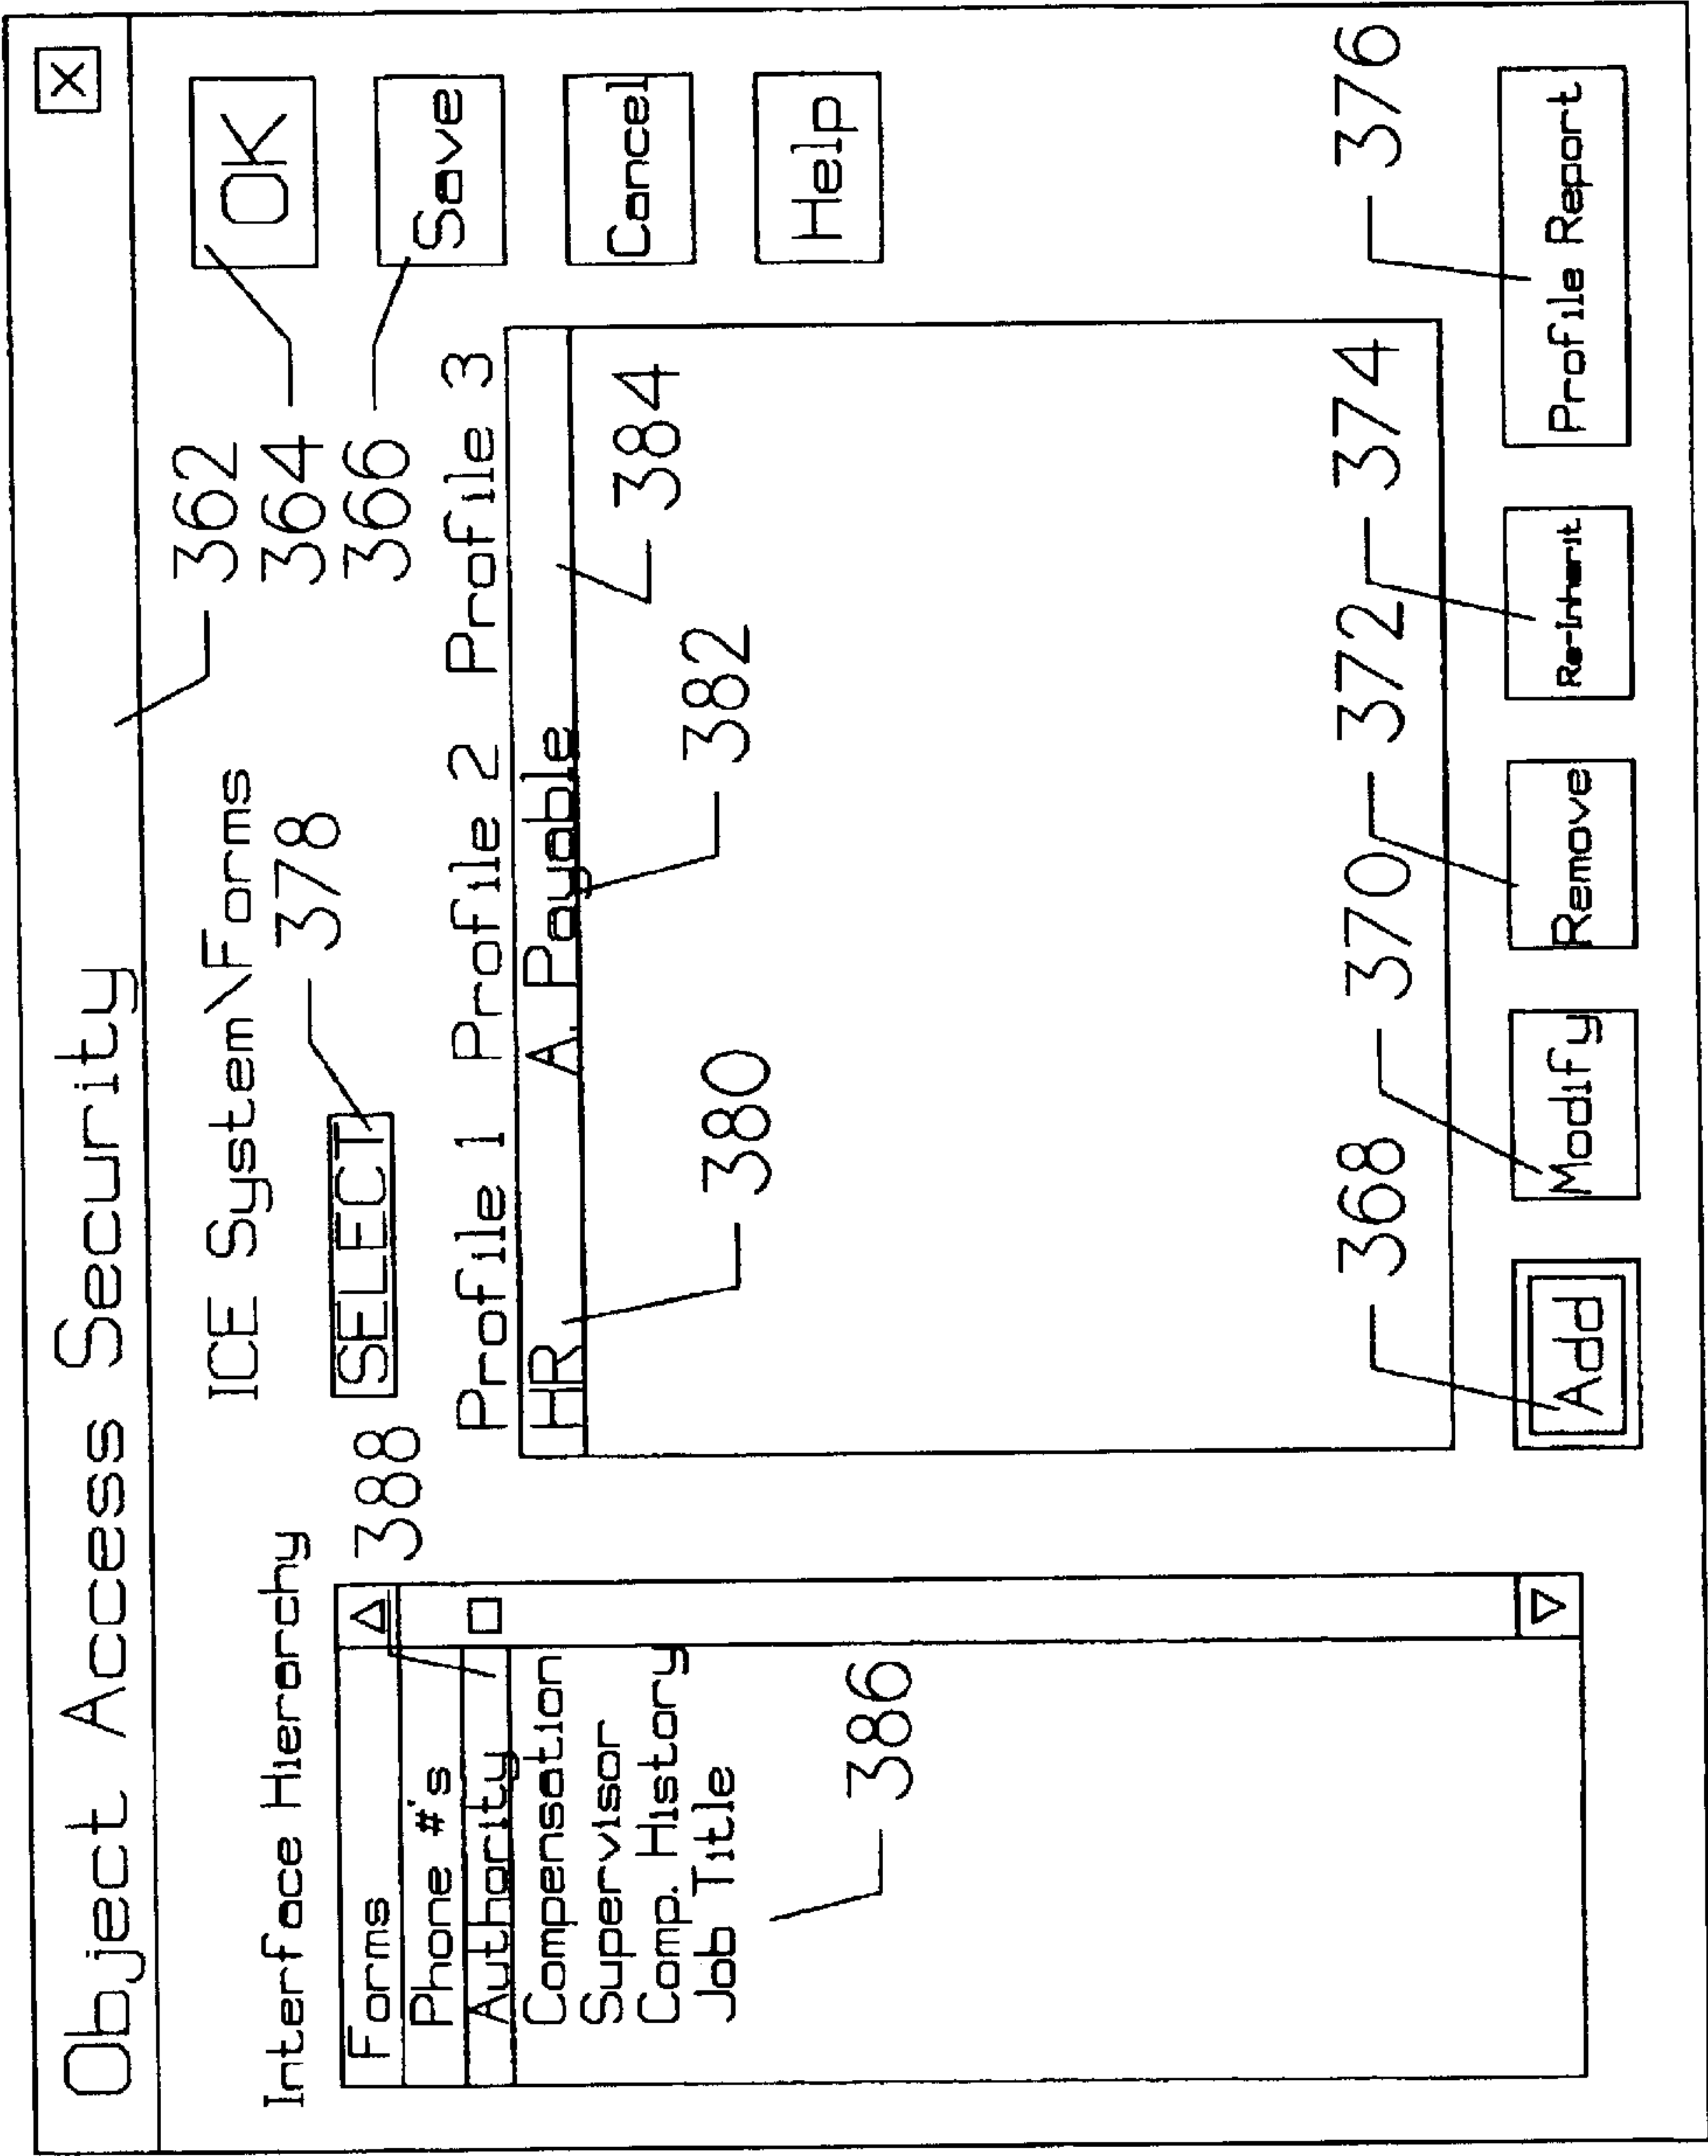 Object Access Security
X
362
364
366
OK
Save
Cancel
Help
ICE System\Forms
378
SELECT
Interface Hierarchy
388
Forms
Phone #'s
Authority
Compensation
Supervisor
Comp. History
Job Title
386
Profile 1 Profile 2 Profile 3
HR A. Payable
384
382
380
368 370 372 374 376
Add Modify Remove Re-Inherit Profile Report